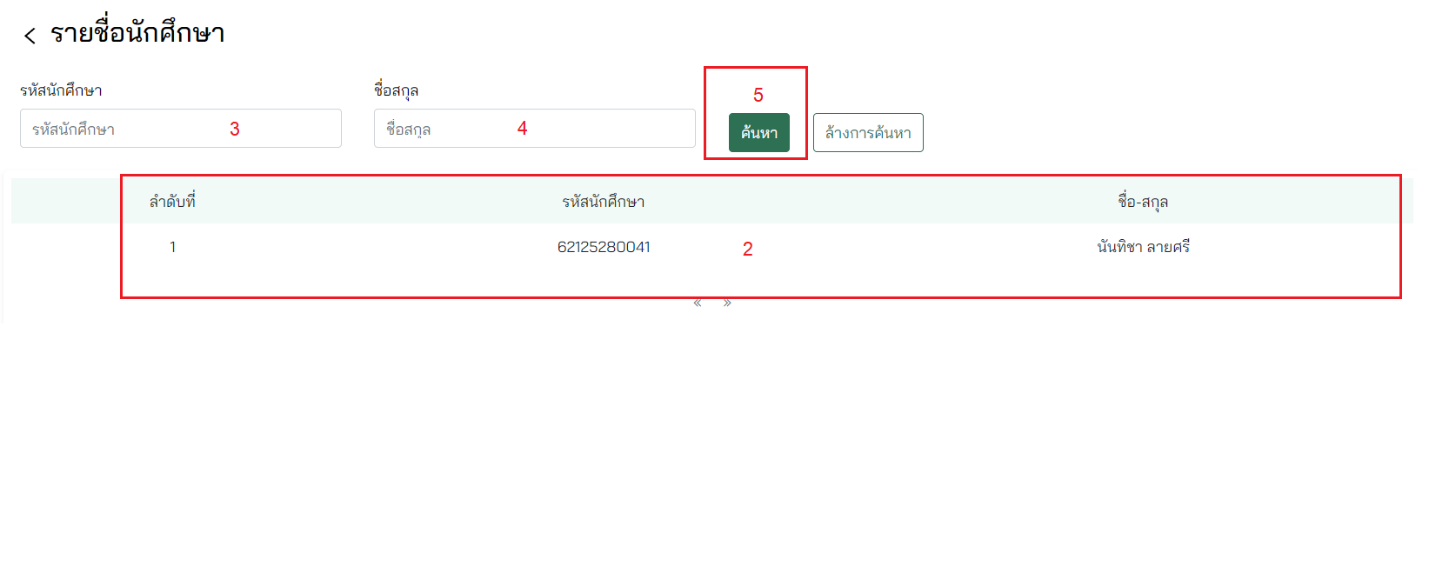 < รายชื่อนักศึกษา
รหัสนักศึกษา ชื่อสกุล
5
รหัสนักศึกษา 3 ชื่อสกุล 4 ค้นหา ล้างการค้นหา
ลำดับที่ รหัสนักศึกษา ชื่อ-สกุล
1 62125280041 2 นันทิชา ลายศรี
« »